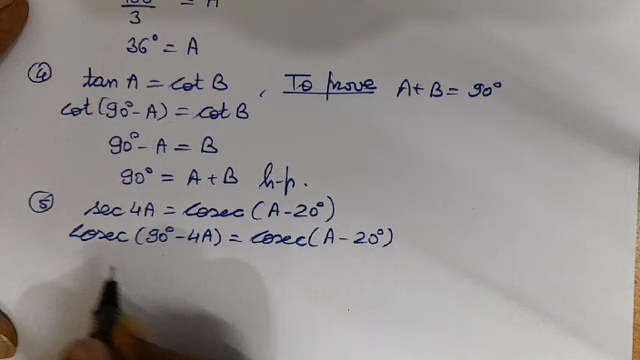 3 = A
36° = A
④ tan A = cot B , To prove A + B = 90°
cot (90° - A) = cot B
90° - A = B
90° = A + B h.p.
⑤ sec 4A = cosec (A - 20°)
cosec (90° - 4A) = cosec (A - 20°)